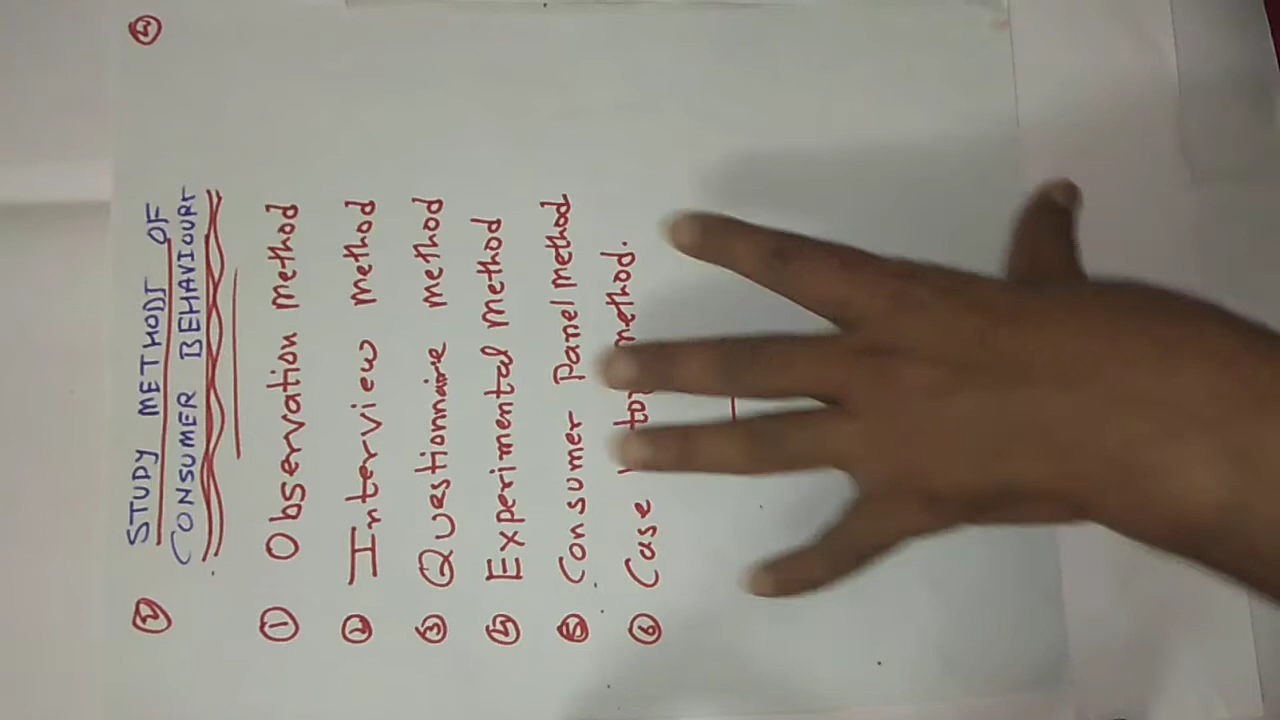 STUDY METHODS OF
CONSUMER BEHAVIOURS
① Observation Method
② Interview method
③ Questionnaire method
④ Experimental Method
⑤ Consumer Panel method
⑥ Case method.